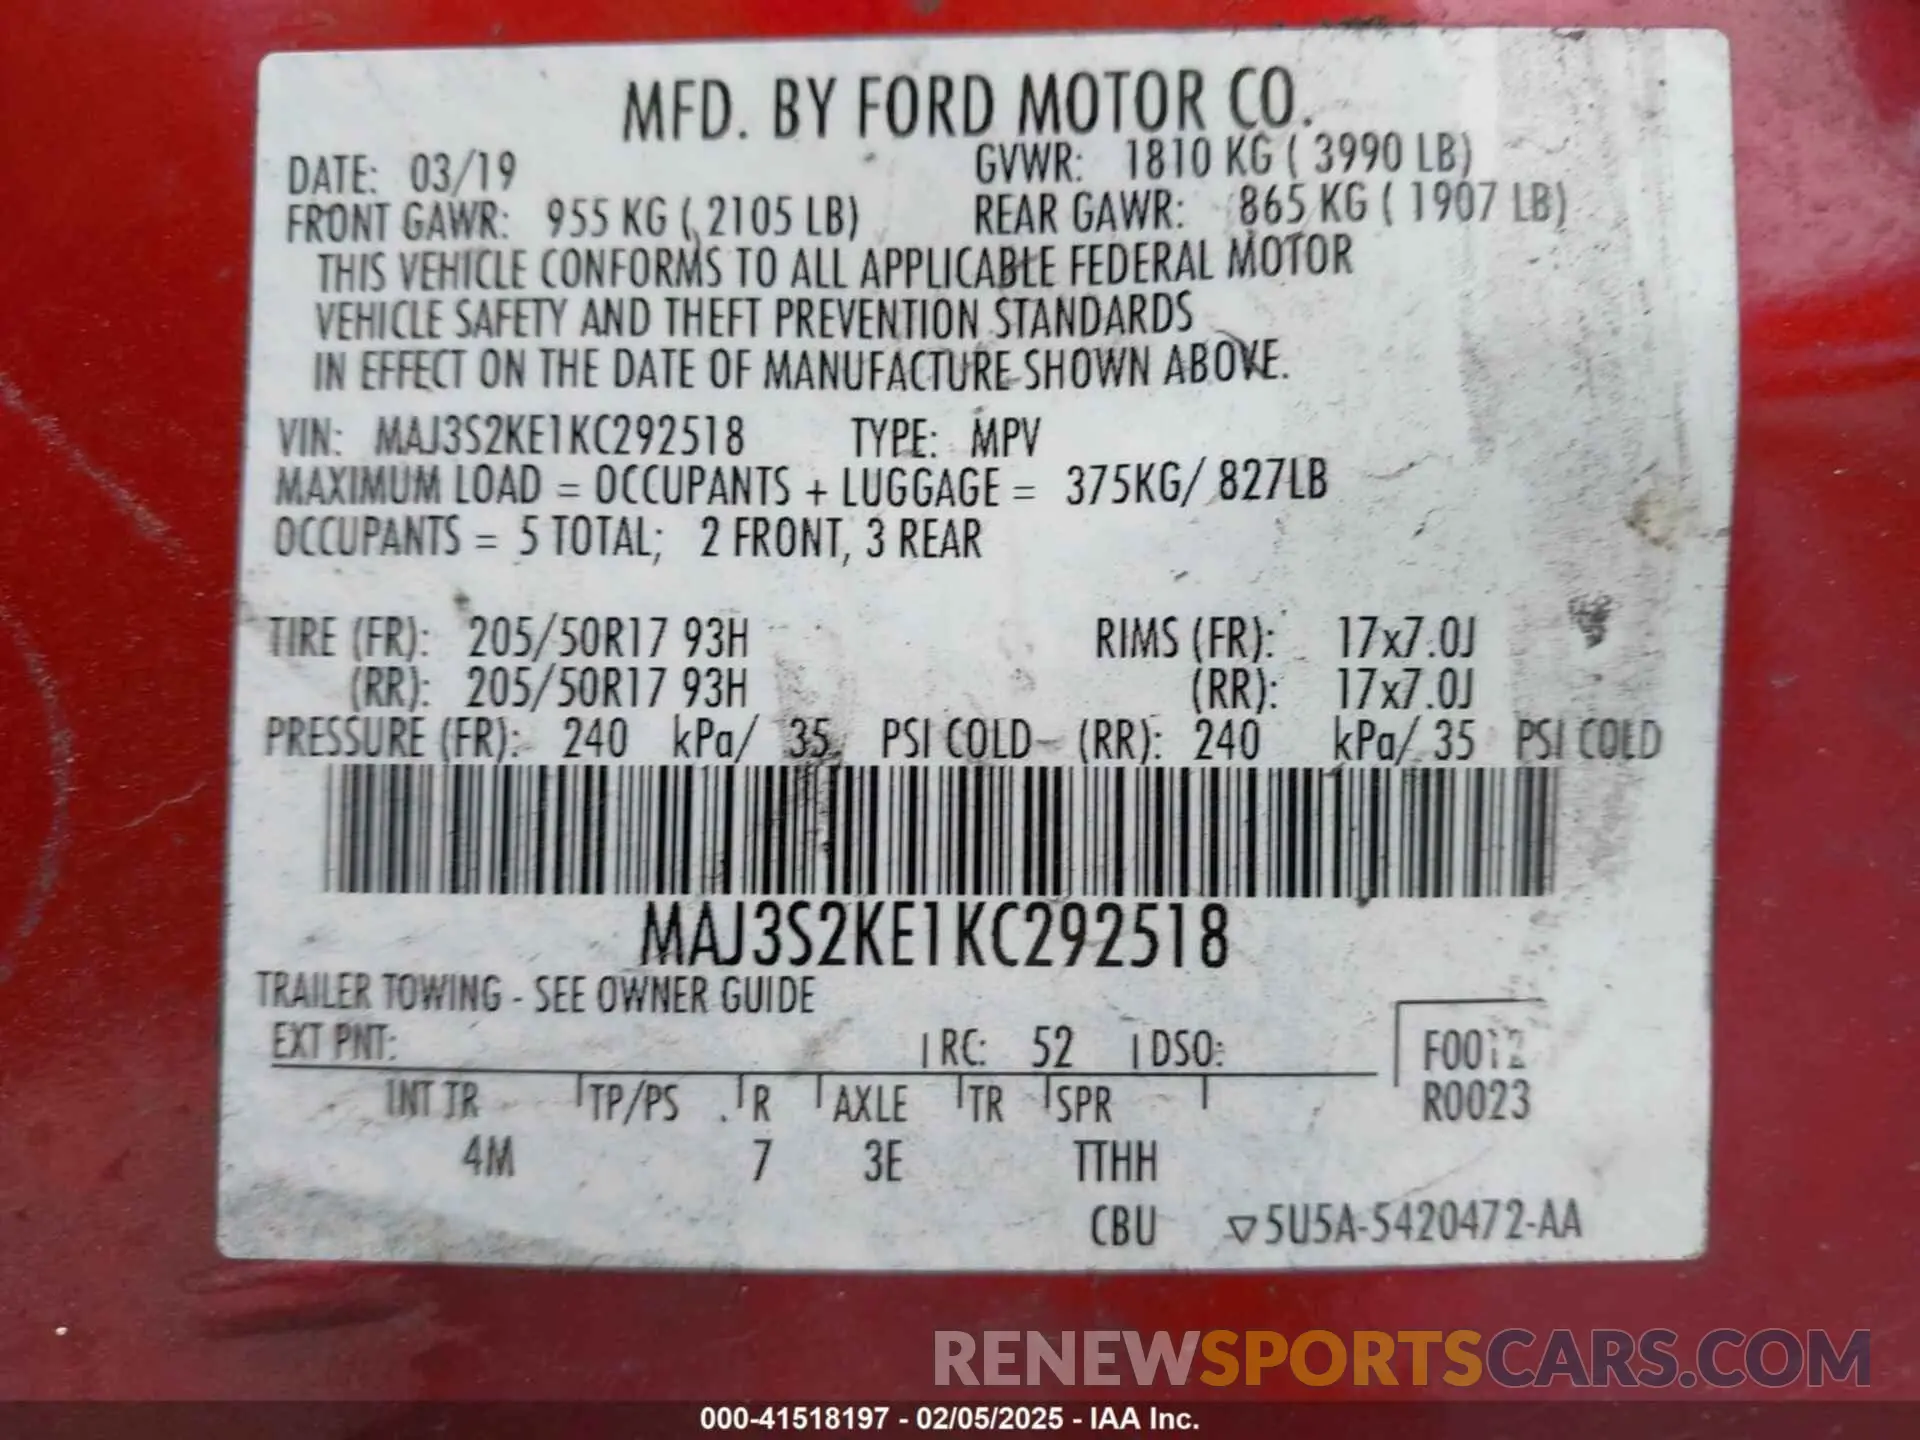 MFD. BY FORD MOTOR CO.
DATE: 03/19 GVWR: 1810 KG ( 3990 LB)
FRONT GAWR: 955 KG ( 2105 LB) REAR GAWR: 865 KG ( 1907 LB)
THIS VEHICLE CONFORMS TO ALL APPLICABLE FEDERAL MOTOR
VEHICLE SAFETY AND THEFT PREVENTION STANDARDS
IN EFFECT ON THE DATE OF MANUFACTURE SHOWN ABOVE.
VIN: MAJ3S2KE1KC292518 TYPE: MPV
MAXIMUM LOAD = OCCUPANTS + LUGGAGE = 375KG/ 827LB
OCCUPANTS = 5 TOTAL; 2 FRONT, 3 REAR
TIRE (FR): 205/50R17 93H RIMS (FR): 17x7.0J
(RR): 205/50R17 93H (RR): 17x7.0J
PRESSURE (FR): 240 kPa/ 35 PSI COLD (RR): 240 kPa/ 35 PSI COLD
MAJ3S2KE1KC292518
TRAILER TOWING - SEE OWNER GUIDE
EXT PNT: RC: 52 DSO: F0012
INT TR TP/PS R AXLE TR SPR R0023
4M 7 3E TTHH
CBU ▽5U5A-5420472-AA
RENEWSPORTSCARS.COM
000-41518197 - 02/05/2025 - IAA Inc.